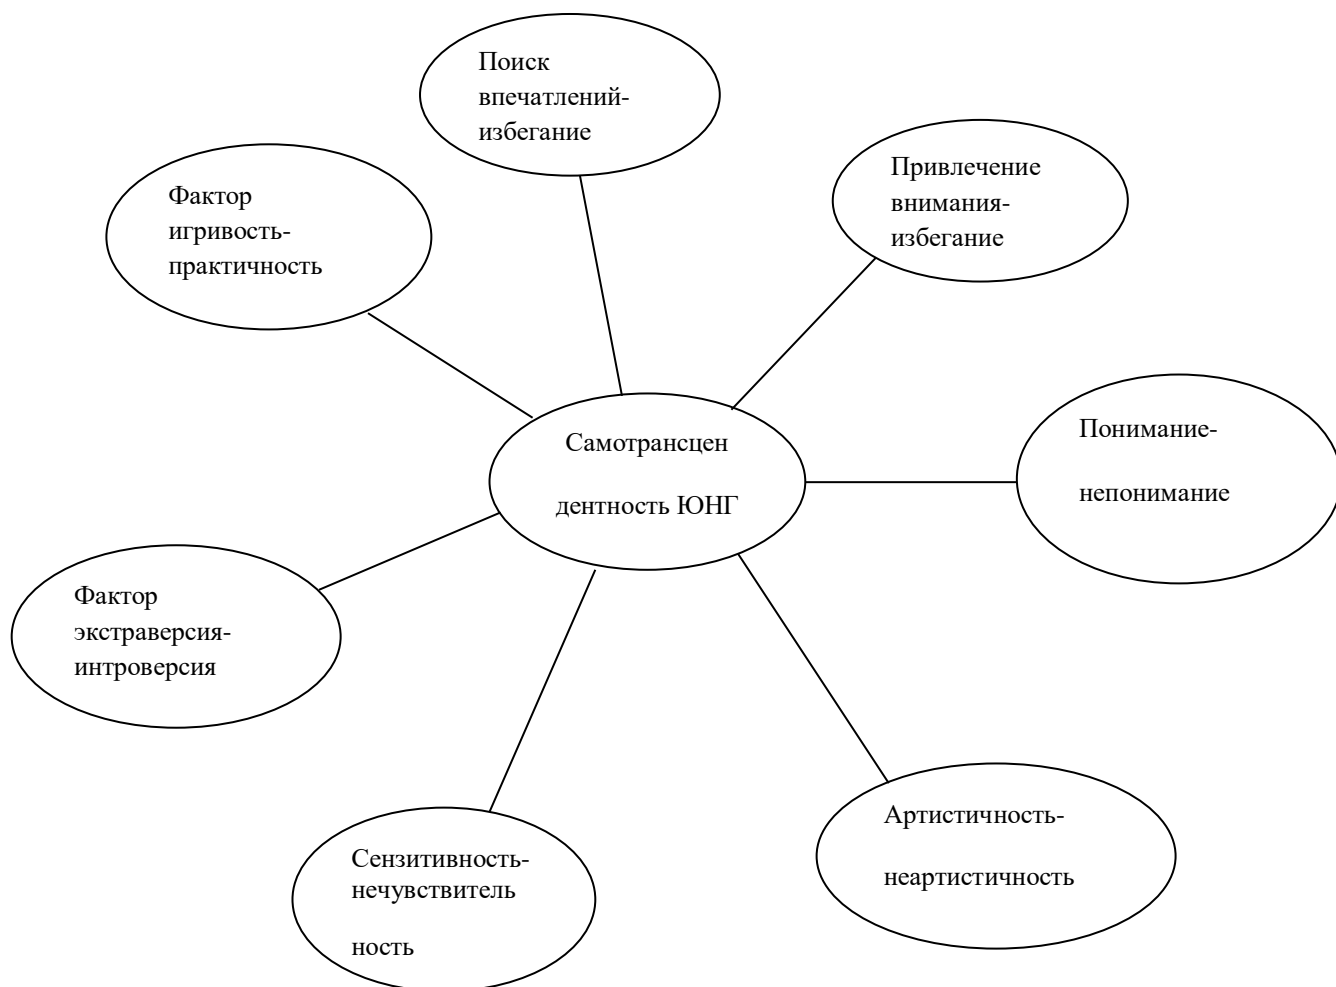 Поиск
впечатлений-
избегание
Привлечение
внимания-
избегание
Фактор
игривость-
практичность
Понимание-
непонимание
Самотрансцен
дентность ЮНГ
Фактор
экстраверсия-
интроверсия
Артистичность-
неартистичность
Сензитивность-
нечувствитель
ность